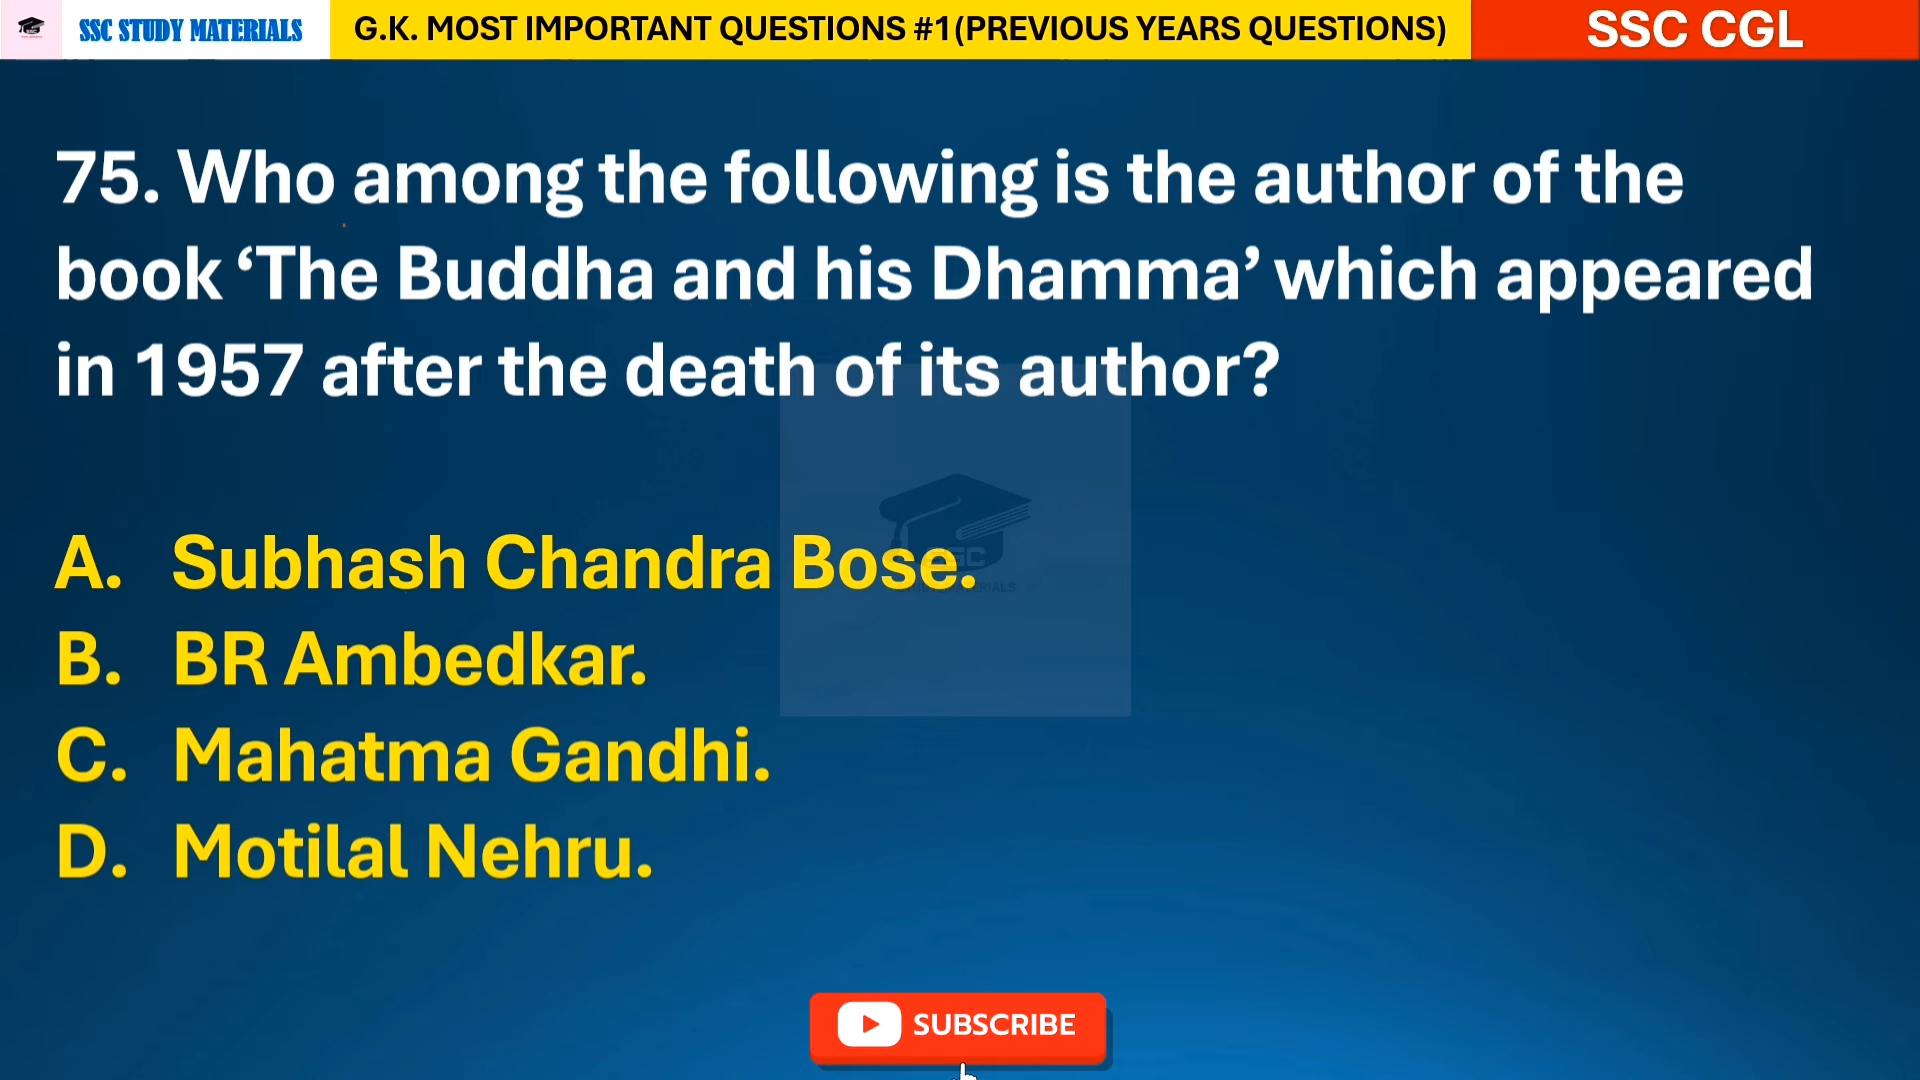 SSC STUDY MATERIALS
G.K. MOST IMPORTANT QUESTIONS #1(PREVIOUS YEARS QUESTIONS)
SSC CGL
75. Who among the following is the author of the
book ‘The Buddha and his Dhamma’ which appeared
in 1957 after the death of its author?
A. Subhash Chandra Bose.
B. BR Ambedkar.
C. Mahatma Gandhi.
D. Motilal Nehru.
SUBSCRIBE